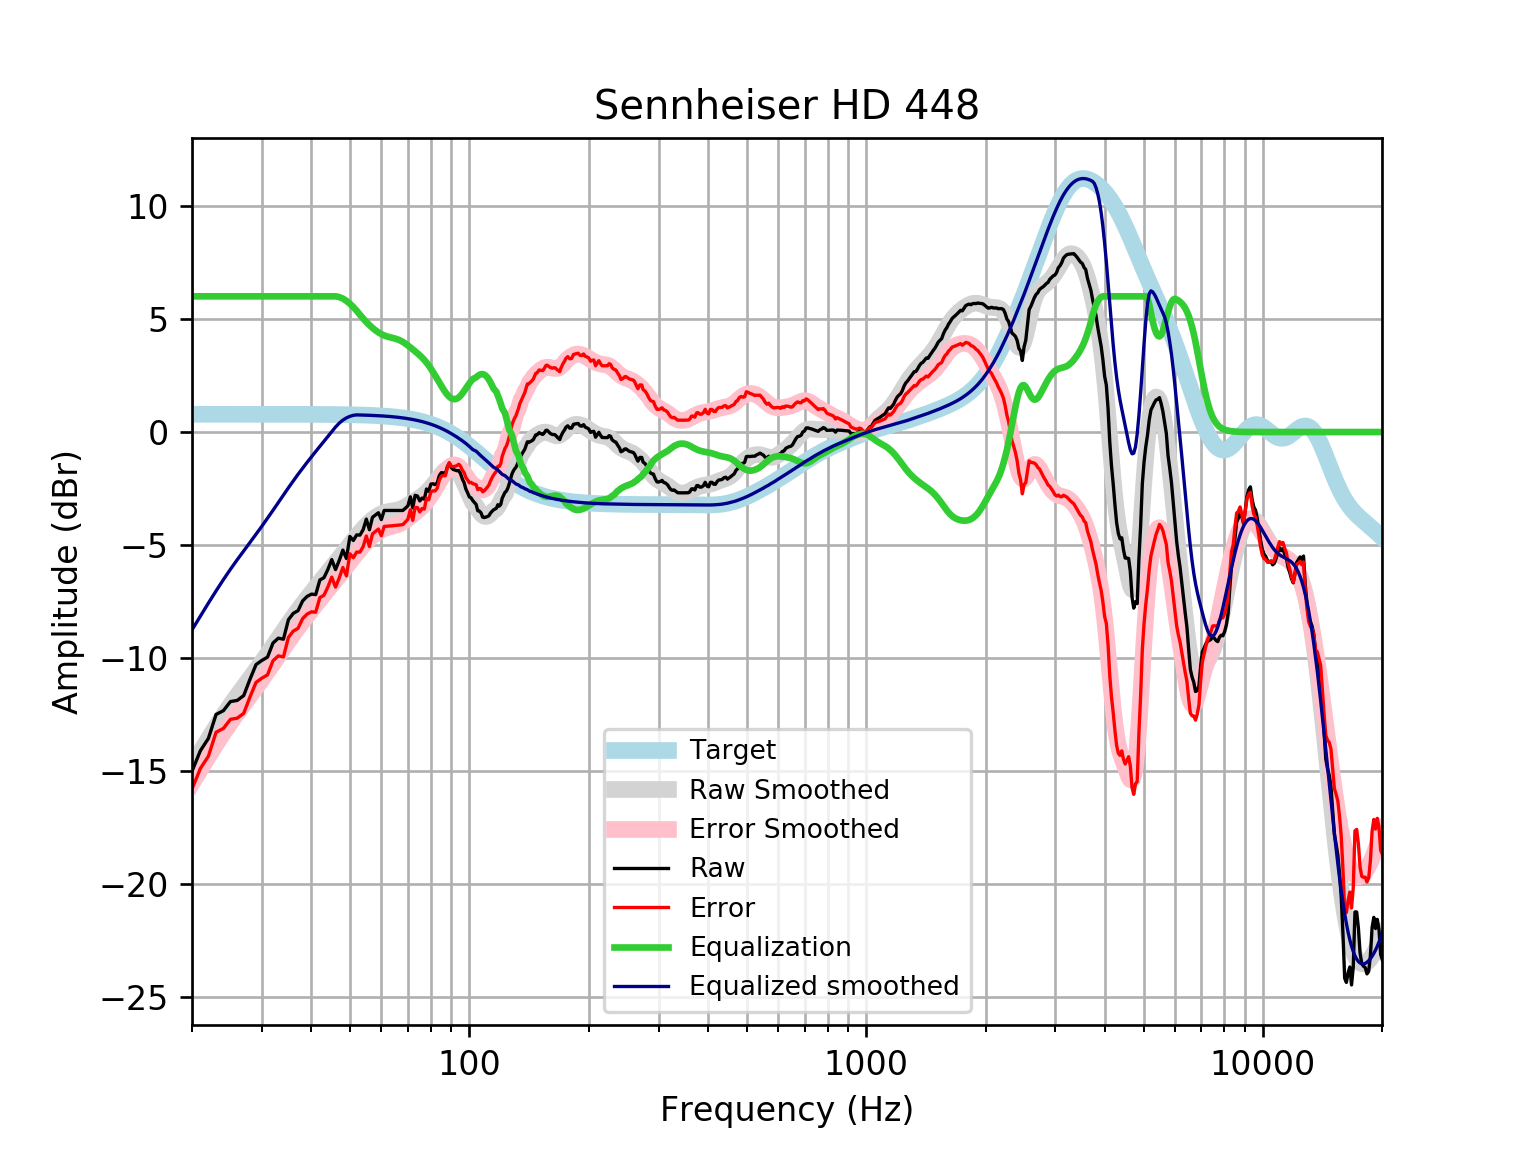 Sennheiser HD 448
10
5
0
−5
−10
−15
−20
−25
Amplitude (dBr)
Target
Raw Smoothed
Error Smoothed
Raw
Error
Equalization
Equalized smoothed
100
1000
10000
Frequency (Hz)